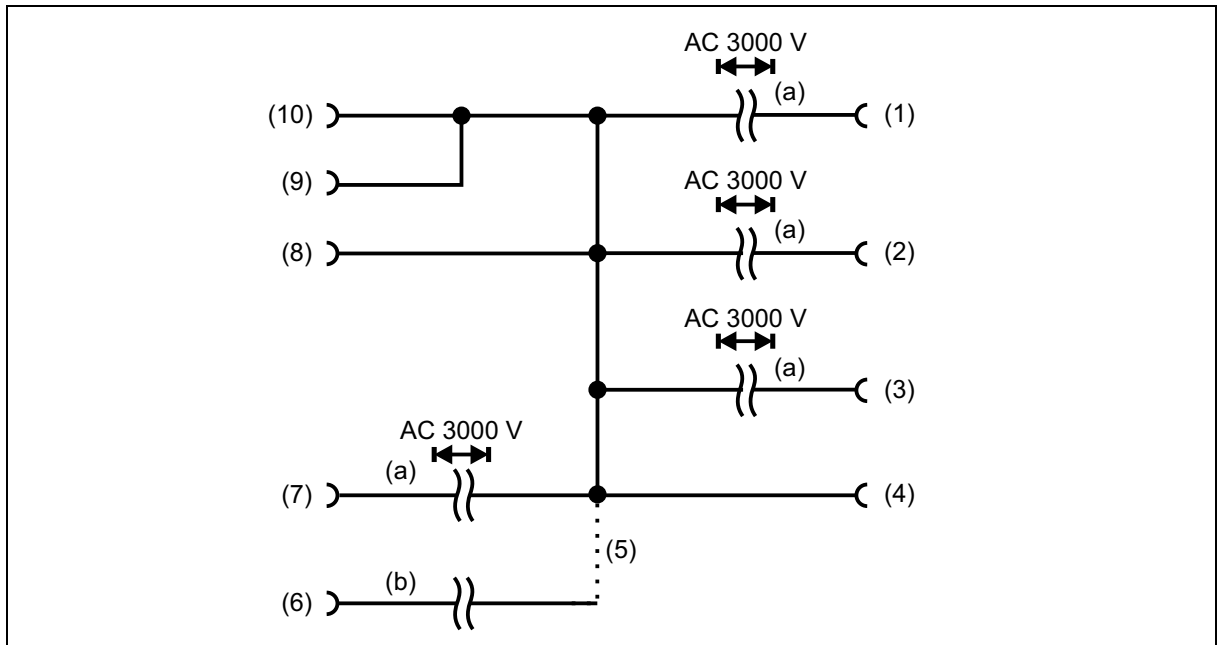 AC 3000 V
(10) (a) (1)
AC 3000 V
(9) (a)
(8) (2)
AC 3000 V
(a)
(3)
AC 3000 V
(a)
(7) (4)
(5)
(b)
(6)